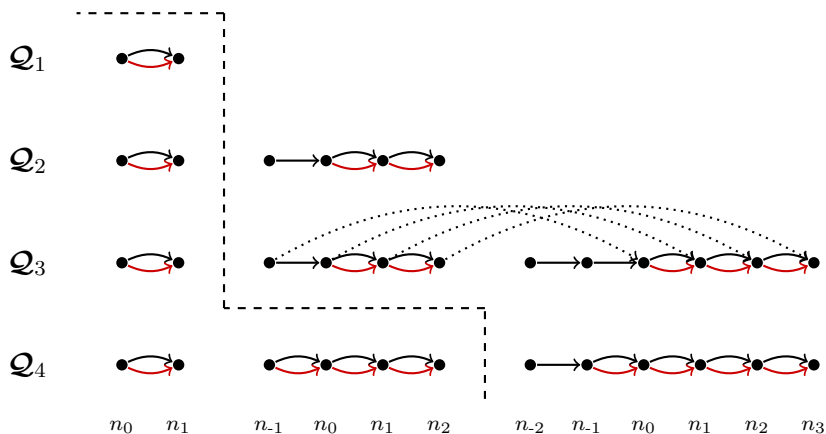 𝓠₁
𝓠₂
𝓠₃
𝓠₄
n₀ n₁ n₋₁ n₀ n₁ n₂ n₋₂ n₋₁ n₀ n₁ n₂ n₃